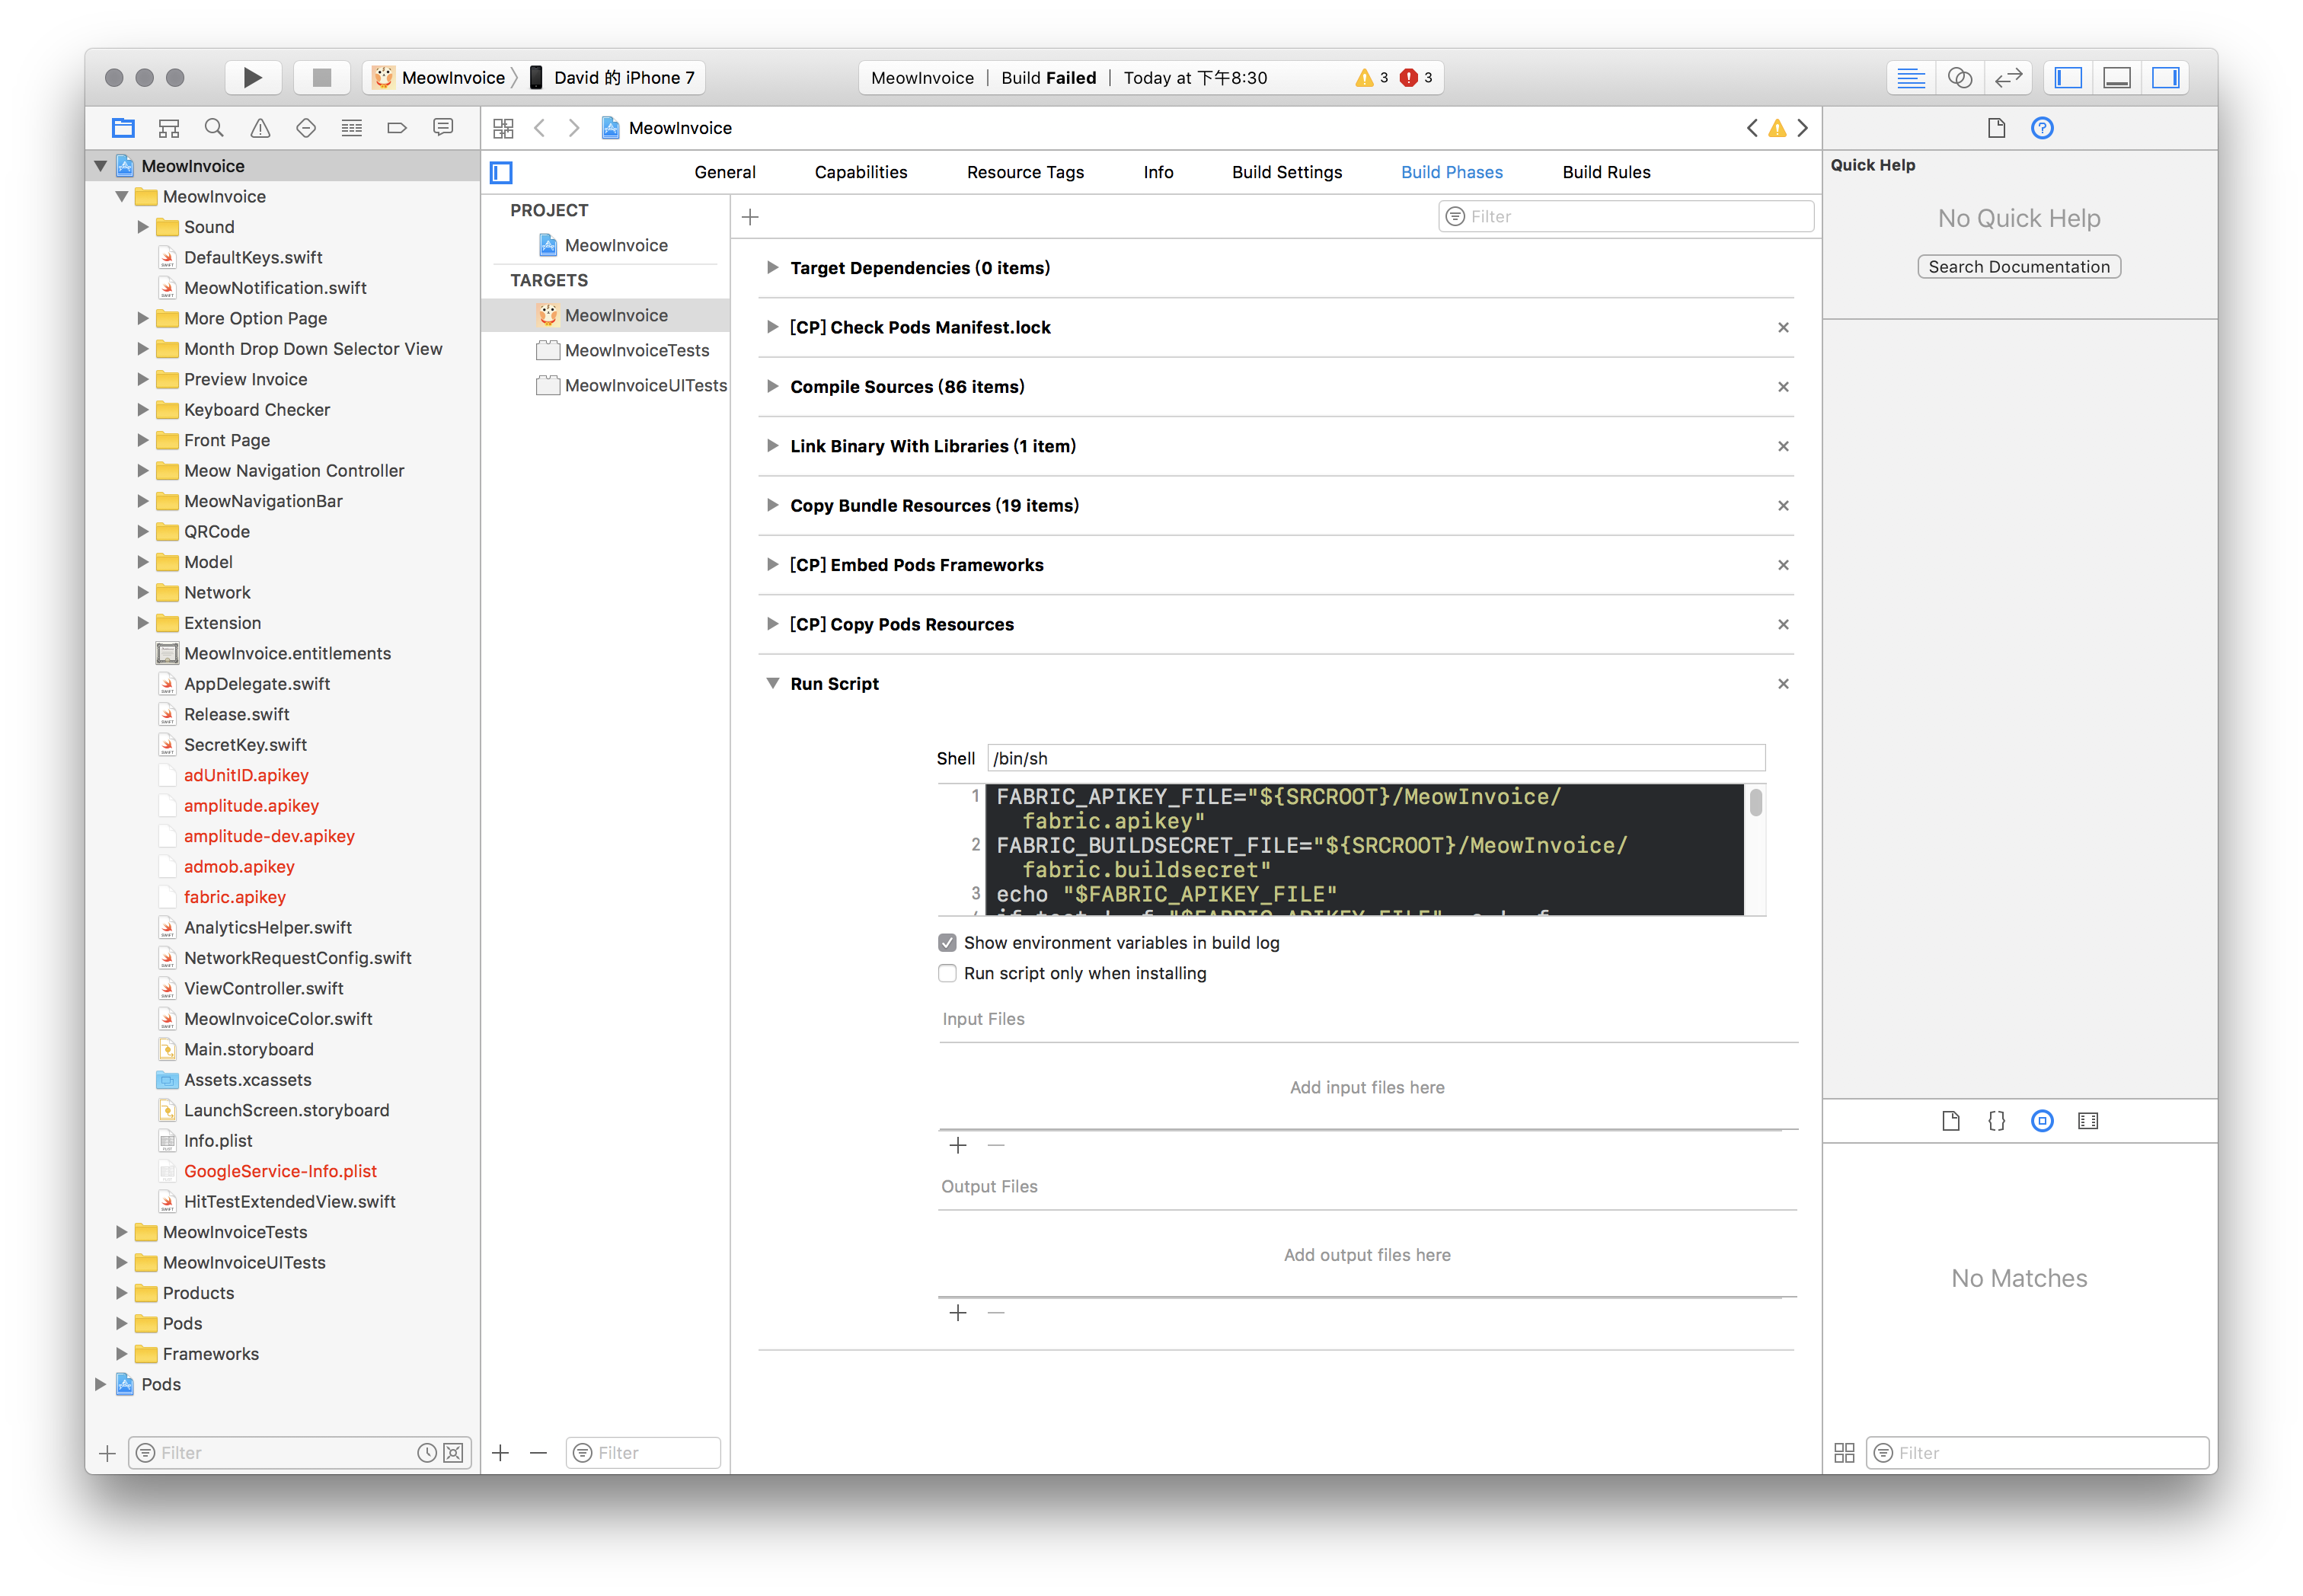 MeowInvoice
David 的 iPhone 7
MeowInvoice | Build Failed | Today at 下午8:30
3
3
MeowInvoice
MeowInvoice
Sound
DefaultKeys.swift
MeowNotification.swift
More Option Page
Month Drop Down Selector View
Preview Invoice
Keyboard Checker
Front Page
Meow Navigation Controller
MeowNavigationBar
QRCode
Model
Network
Extension
MeowInvoice.entitlements
AppDelegate.swift
Release.swift
SecretKey.swift
adUnitID.apikey
amplitude.apikey
amplitude-dev.apikey
admob.apikey
fabric.apikey
AnalyticsHelper.swift
NetworkRequestConfig.swift
ViewController.swift
MeowInvoiceColor.swift
Main.storyboard
Assets.xcassets
LaunchScreen.storyboard
Info.plist
GoogleService-Info.plist
HitTestExtendedView.swift
MeowInvoiceTests
MeowInvoiceUITests
Products
Pods
Frameworks
Pods
Filter
MeowInvoice
General
Capabilities
Resource Tags
Info
Build Settings
Build Phases
Build Rules
PROJECT
MeowInvoice
TARGETS
MeowInvoice
MeowInvoiceTests
MeowInvoiceUITests
Filter
Filter
Target Dependencies (0 items)
[CP] Check Pods Manifest.lock
Compile Sources (86 items)
Link Binary With Libraries (1 item)
Copy Bundle Resources (19 items)
[CP] Embed Pods Frameworks
[CP] Copy Pods Resources
Run Script
Shell /bin/sh
1 FABRIC_APIKEY_FILE="${SRCROOT}/MeowInvoice/
fabric.apikey"
2 FABRIC_BUILDSECRET_FILE="${SRCROOT}/MeowInvoice/
fabric.buildsecret"
3 echo "$FABRIC_APIKEY_FILE"
Show environment variables in build log
Run script only when installing
Input Files
Add input files here
Output Files
Add output files here
Quick Help
No Quick Help
Search Documentation
No Matches
Filter